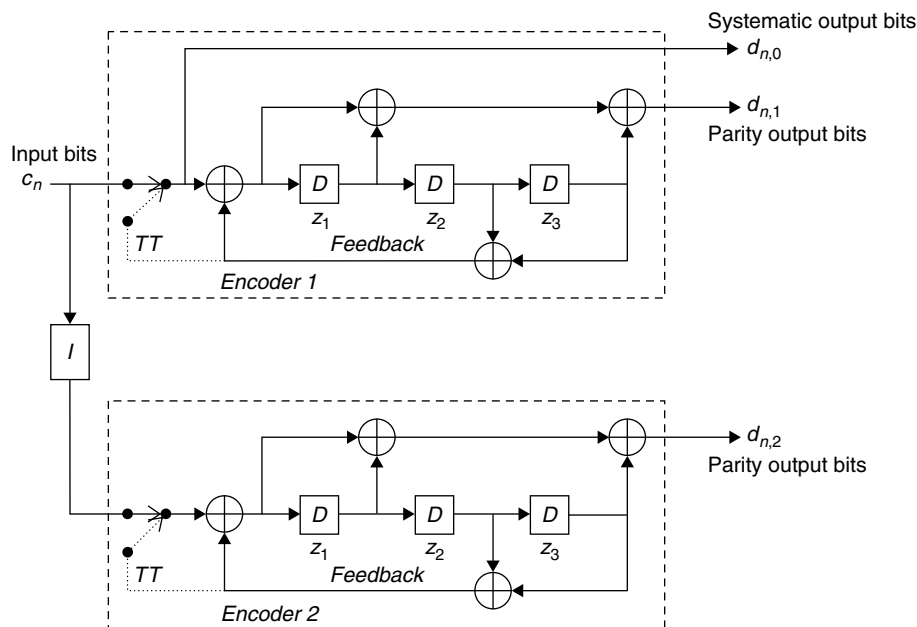 Systematic output bits
d_{n,0}
d_{n,1}
Parity output bits
Input bits
c_n
D D D
z_1 z_2 z_3
TT
Feedback
Encoder 1
I
d_{n,2}
Parity output bits
D D D
z_1 z_2 z_3
TT
Feedback
Encoder 2